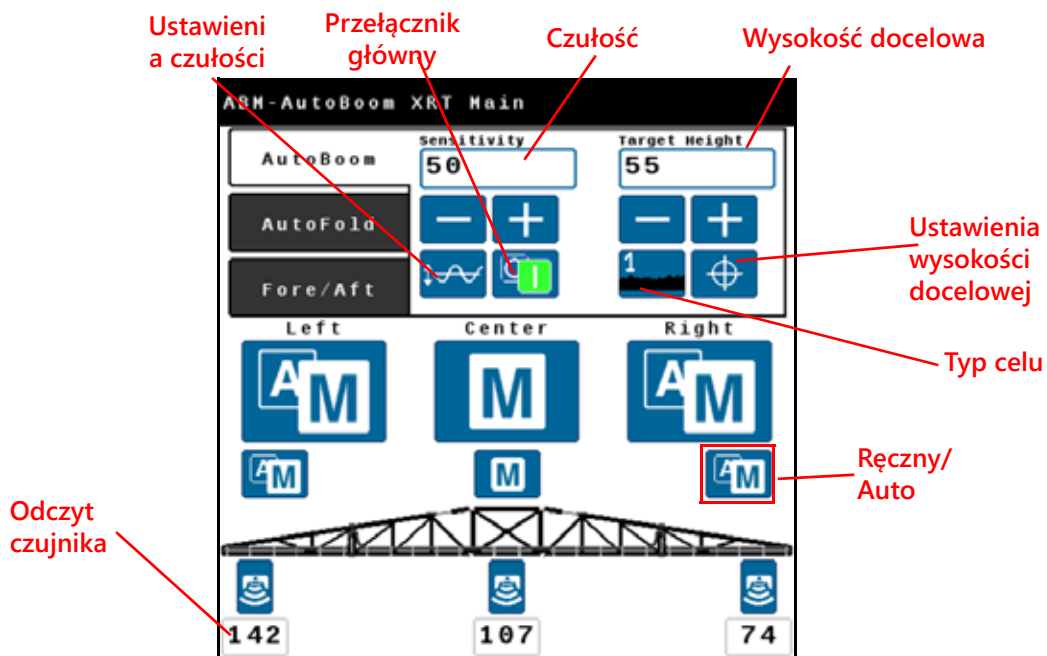 Ustawieni
a czułości
Przełącznik
główny
Czułość
Wysokość docelowa
ABM-AutoBoom XRT Main
Sensitivity
Target Height
AutoBoom
50
55
AutoFold
Ustawienia
wysokości
docelowej
1
Fore/Aft
Left
Center
Right
Typ celu
A M
M
A M
A M
M
A M
Ręczny/
Auto
Odczyt
czujnika
142
107
74